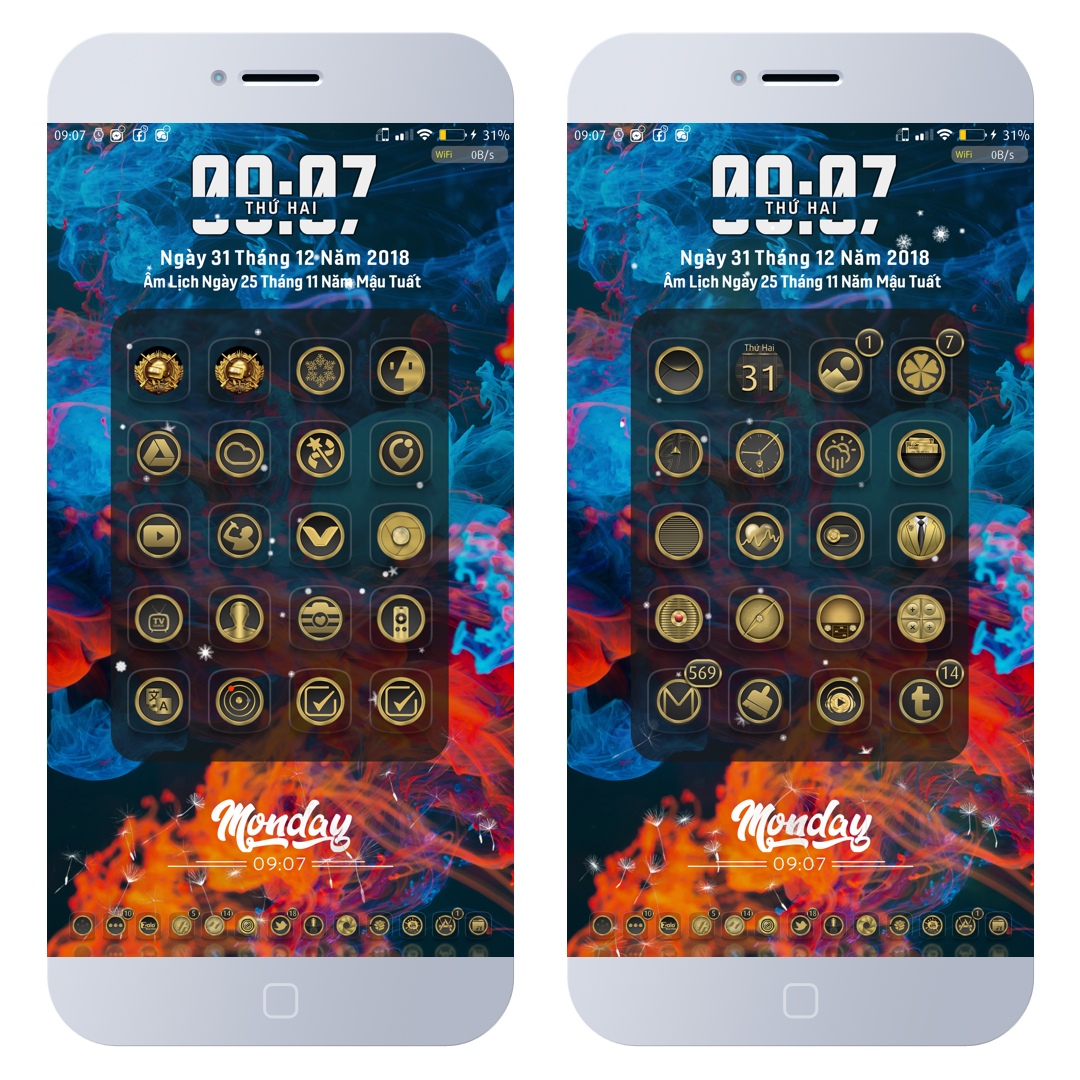 09:07
31%
WiFi 0B/s
09:07
THỨ HAI
Ngày 31 Tháng 12 Năm 2018
Âm Lịch Ngày 25 Tháng 11 Năm Mậu Tuất
TV
A
Monday
09:07
10
5
14
18
1
09:07
31%
WiFi 0B/s
09:07
THỨ HAI
Ngày 31 Tháng 12 Năm 2018
Âm Lịch Ngày 25 Tháng 11 Năm Mậu Tuất
Thứ Hai
31
1
7
569
14
Monday
09:07
10
5
14
18
1